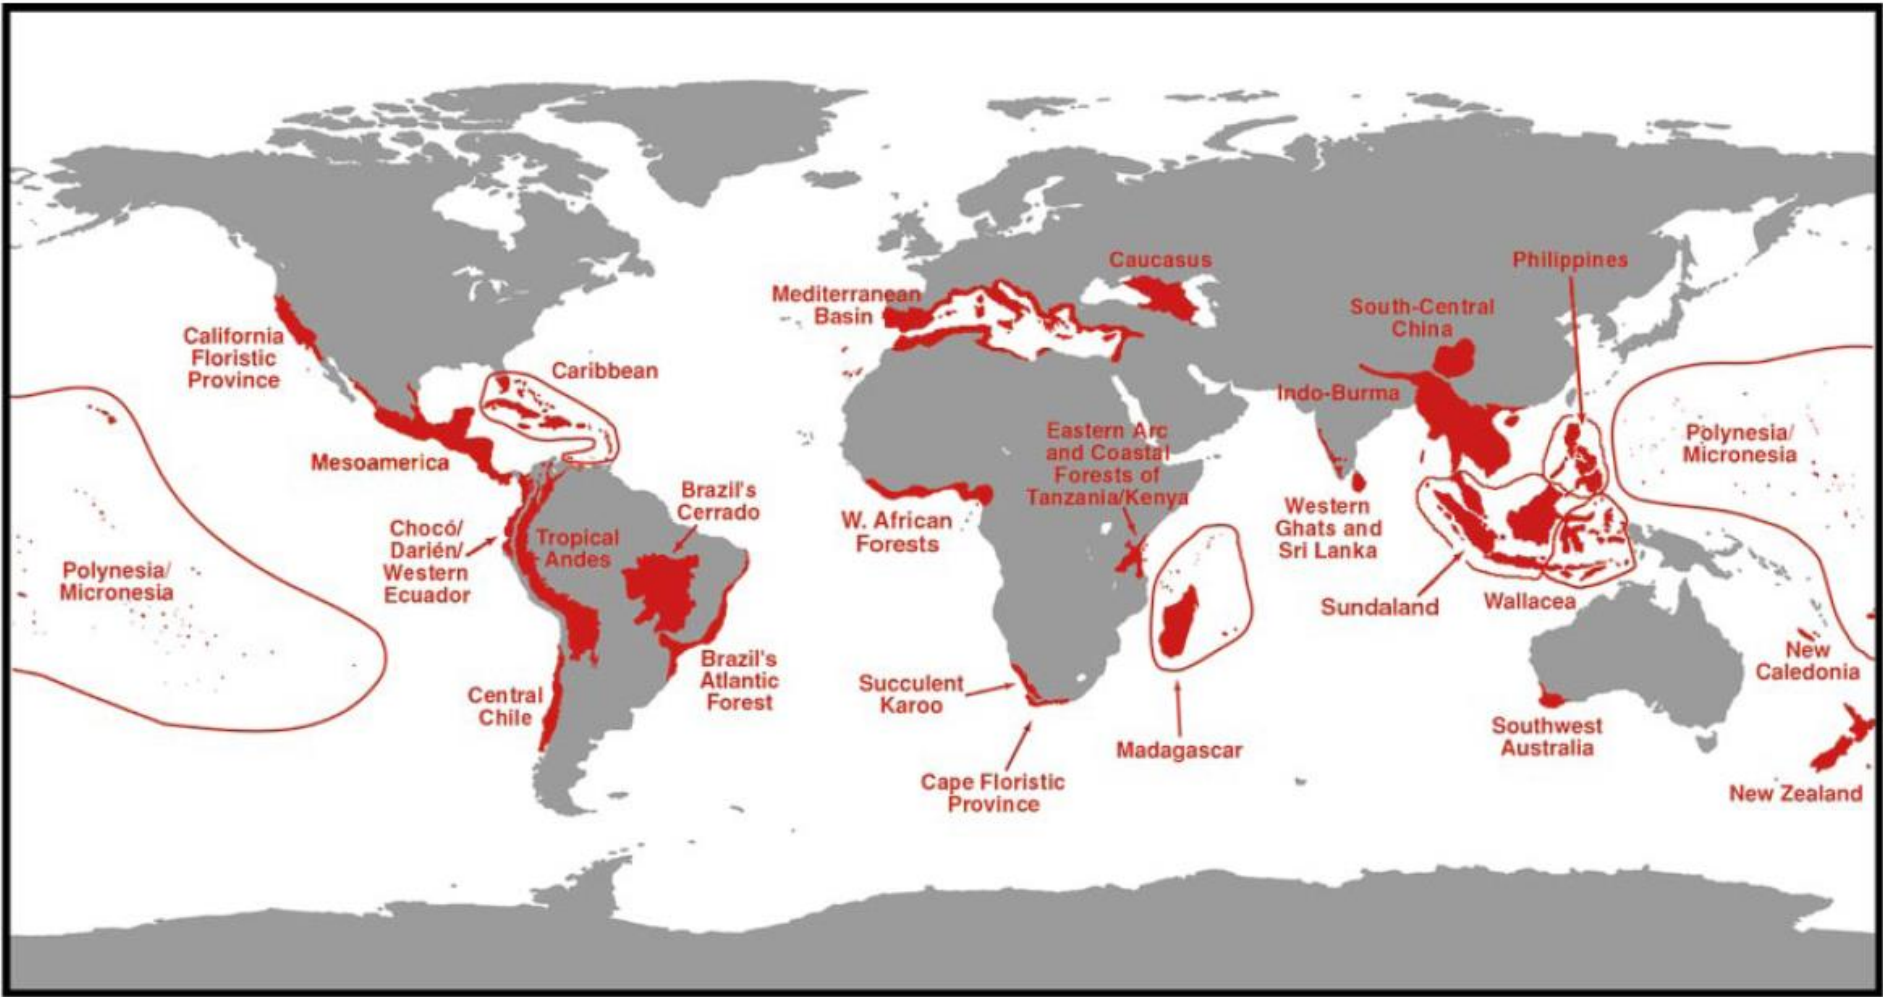 Caucasus
Philippines
Mediterranean
Basin
South-Central
China
California
Floristic
Province
Caribbean
Indo-Burma
Eastern Arc
and Coastal
Forests of
Tanzania/Kenya
Polynesia/
Micronesia
Mesoamerica
Brazil's
Cerrado
Chocó/
Darién/
Western
Ecuador
Tropical
Andes
W. African
Forests
Western
Ghats and
Sri Lanka
Polynesia/
Micronesia
Sundaland
Wallacea
New
Caledonia
Central
Chile
Brazil's
Atlantic
Forest
Succulent
Karoo
Madagascar
Southwest
Australia
Cape Floristic
Province
New Zealand